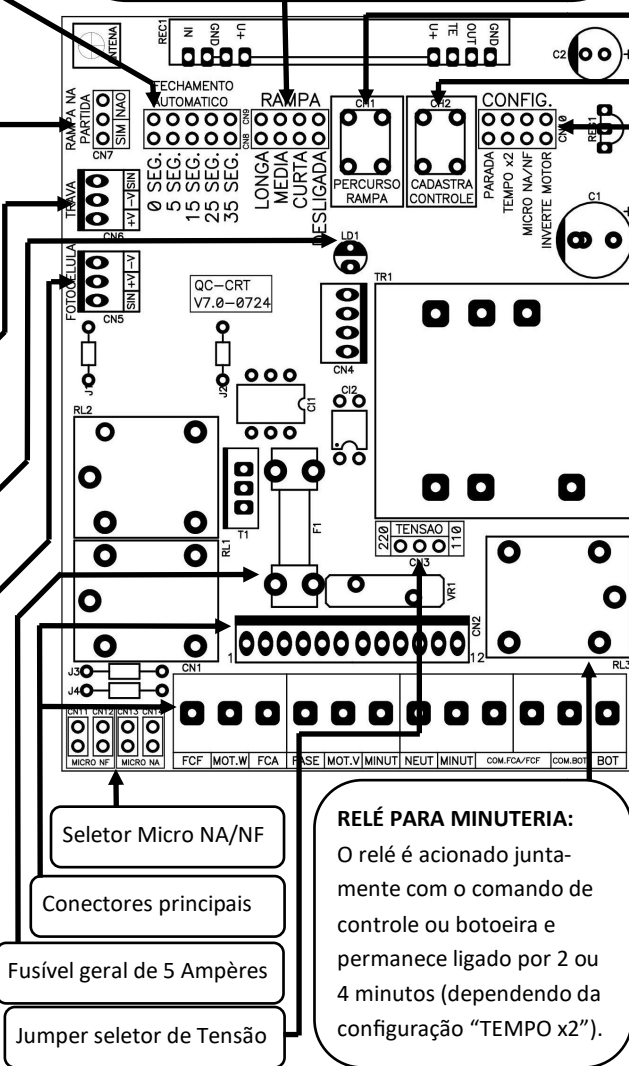 REC1
IN
GND
U+
U+
TE
OUT
GND
C2
+
RAMPA NA
PARTIDA
SIM NAO
CN7
FECHAMENTO
AUTOMATICO
0 SEG.
5 SEG.
15 SEG.
25 SEG.
35 SEG.
RAMPA
CN9
CN8
LONGA
MEDIA
CURTA
DESLIGADA
CH1
PERCURSO
RAMPA
CH2
CADASTRA
CONTROLE
CONFIG.
PARADA
TEMPO x2
MICRO NA/NF
INVERTE MOTOR
C1
+
TRAVA
+V -V SIN
CN6
FOTOCELULA
SIN +V -V
CN5
LD1
QC-CRT
V7.0-0724
TR1
CN4
J1
J2
CI1
CI2
RL2
T1
F1
RL1
220
TENSAO
110
CN3
VR1
CN2
1
12
RL3
CN1
J3
J4
CN11 CN12 CN13 CN14
MICRO NF
MICRO NA
FCF MOT.W FCA FASE MOT.V MINUT NEUT MINUT COM.FCA/FCF COM.BOT BOT
Seletor Micro NA/NF
Conectores principais
Fusível geral de 5 Ampères
Jumper seletor de Tensão
RELÉ PARA MINUTERIA:
O relé é acionado junta-
mente com o comando de
controle ou botoeira e
permanece ligado por 2 ou
4 minutos (dependendo da
configuração “TEMPO x2”).